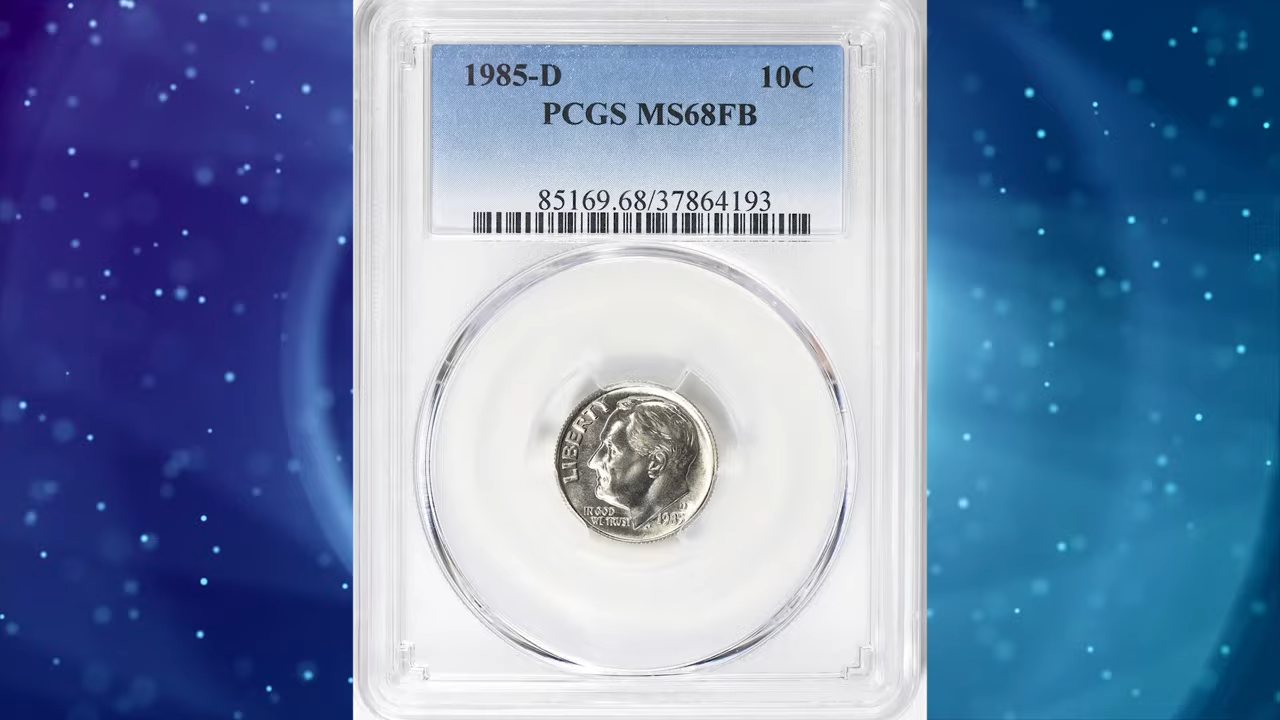 1985-D 10C
PCGS MS68FB
85169.68/37864193
LIBERTY
IN GOD
WE TRUST
D
1985